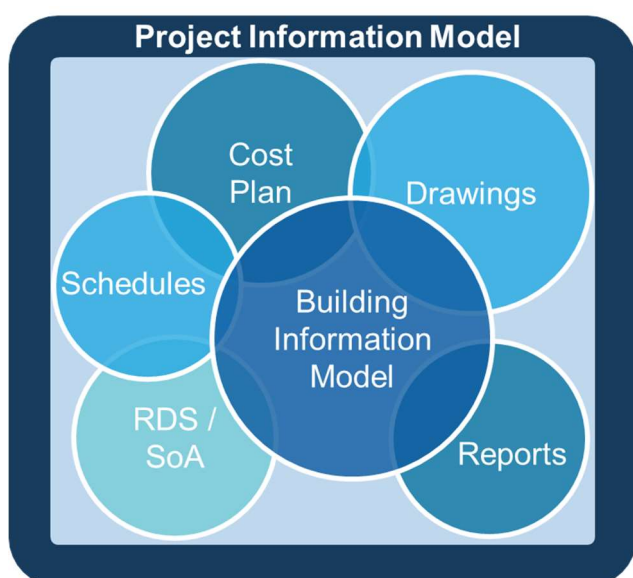 Project Information Model
Cost
Plan
Drawings
Schedules
Building
Information
Model
RDS /
SoA
Reports